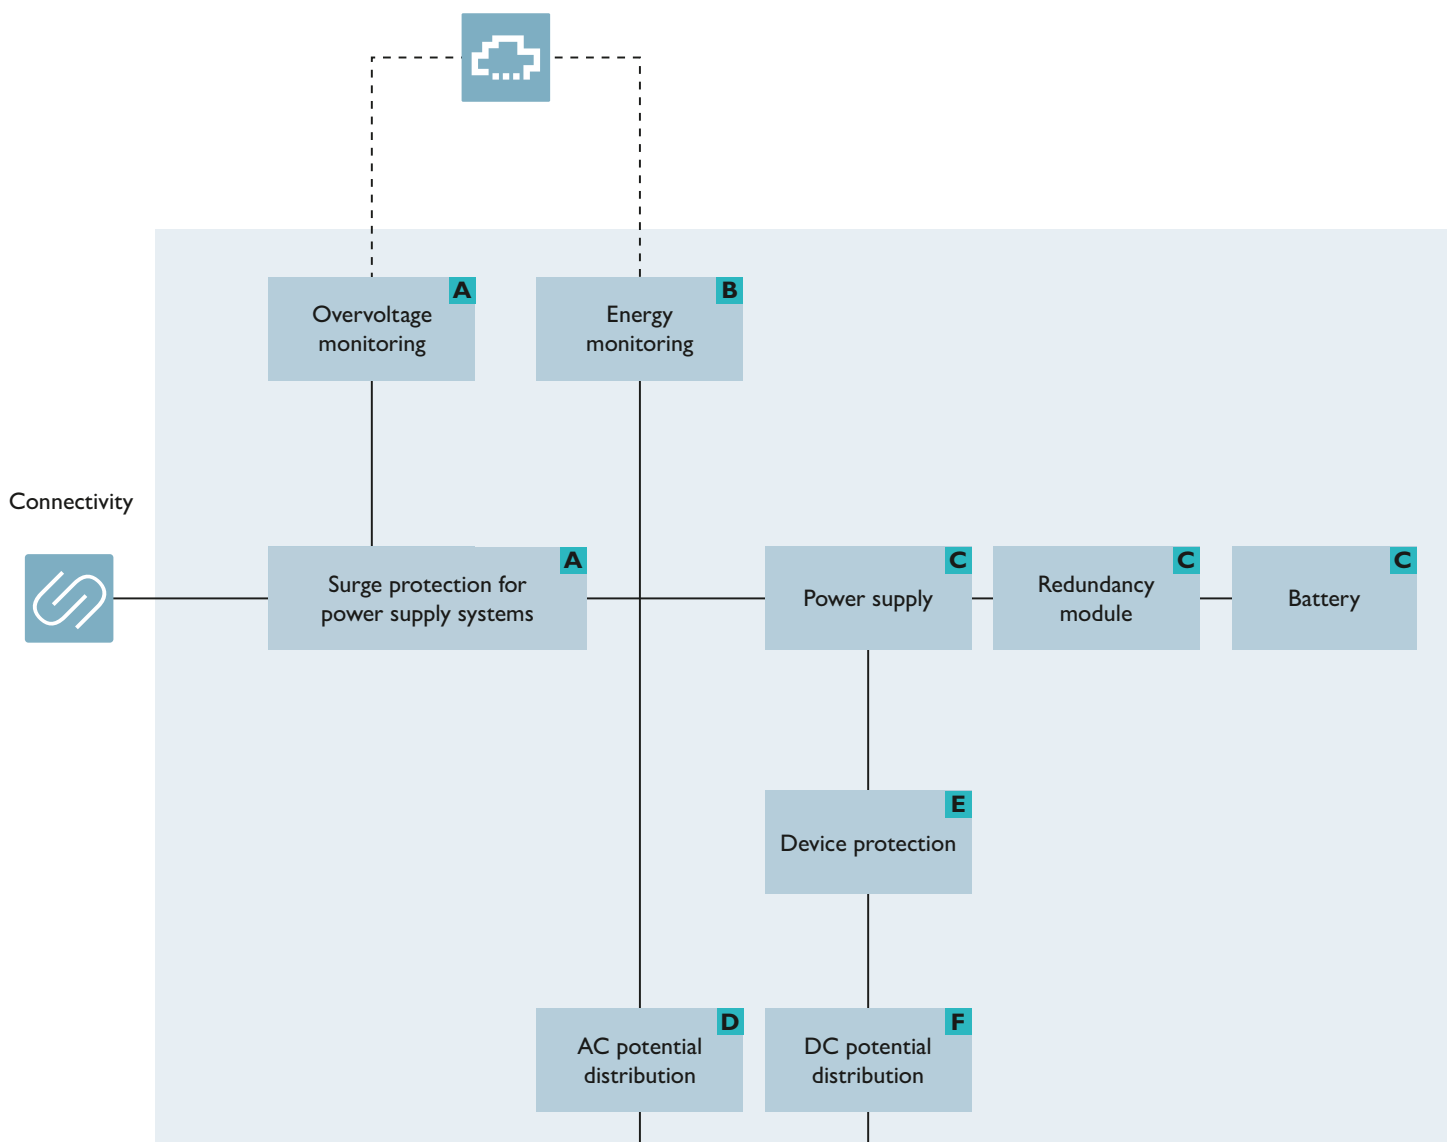 A
Overvoltage
monitoring
B
Energy
monitoring
Connectivity
A
Surge protection for
power supply systems
C
Power supply
C
Redundancy
module
C
Battery
E
Device protection
D
AC potential
distribution
F
DC potential
distribution